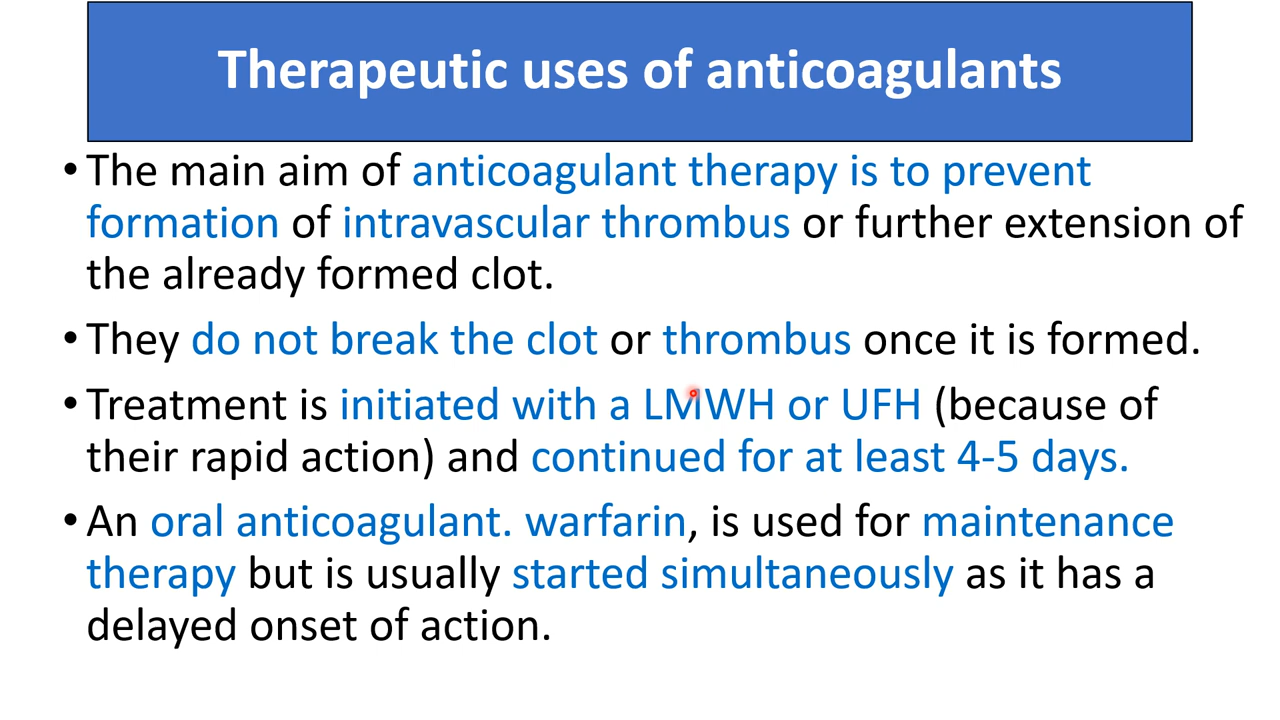 Therapeutic uses of anticoagulants
• The main aim of anticoagulant therapy is to prevent
formation of intravascular thrombus or further extension of
the already formed clot.
• They do not break the clot or thrombus once it is formed.
• Treatment is initiated with a LMWH or UFH (because of
their rapid action) and continued for at least 4-5 days.
• An oral anticoagulant. warfarin, is used for maintenance
therapy but is usually started simultaneously as it has a
delayed onset of action.